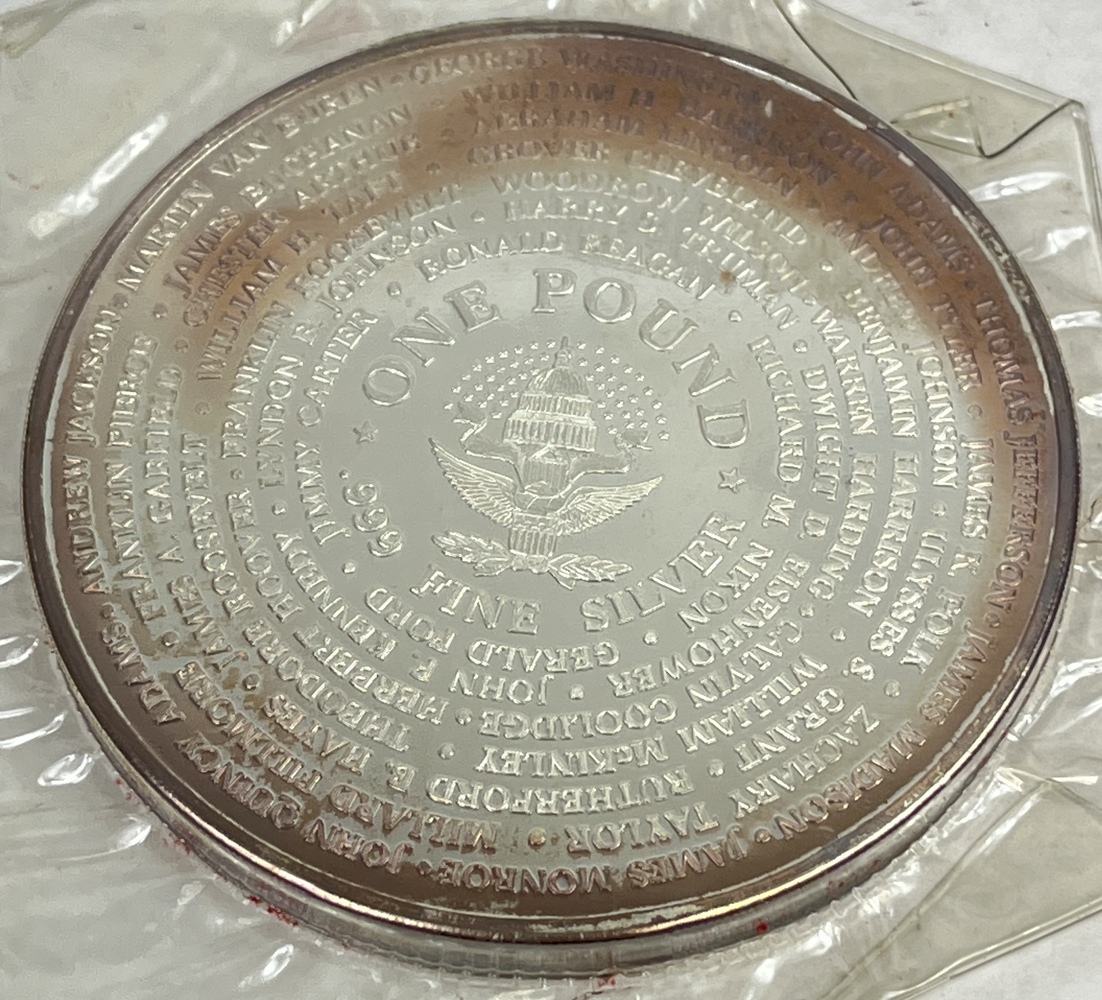 GEORGE WASHINGTON · JOHN ADAMS · THOMAS JEFFERSON · JAMES MADISON · JAMES MONROE · JOHN QUINCY ADAMS · ANDREW JACKSON · MARTIN VAN BUREN ·
WILLIAM H HARRISON · JOHN TYLER · JAMES K. POLK · ZACHARY TAYLOR · MILLARD FILLMORE · FRANKLIN PIERCE · JAMES BUCHANAN ·
ABRAHAM LINCOLN · ANDREW JOHNSON · ULYSSES S. GRANT · RUTHERFORD B. HAYES · JAMES A. GARFIELD · CHESTER ARTHUR ·
GROVER CLEVELAND · BENJAMIN HARRISON · WILLIAM McKINLEY · THEODORE ROOSEVELT · WILLIAM H. TAFT ·
WOODROW WILSON · WARREN HARDING · CALVIN COOLIDGE · HERBERT HOOVER · FRANKLIN ROOSEVELT ·
HARRY S. TRUMAN · DWIGHT D. EISENHOWER · JOHN F. KENNEDY · LYNDON B. JOHNSON ·
RICHARD M. NIXON · GERALD FORD · JIMMY CARTER · RONALD REAGAN ·
ONE POUND
.999 FINE SILVER